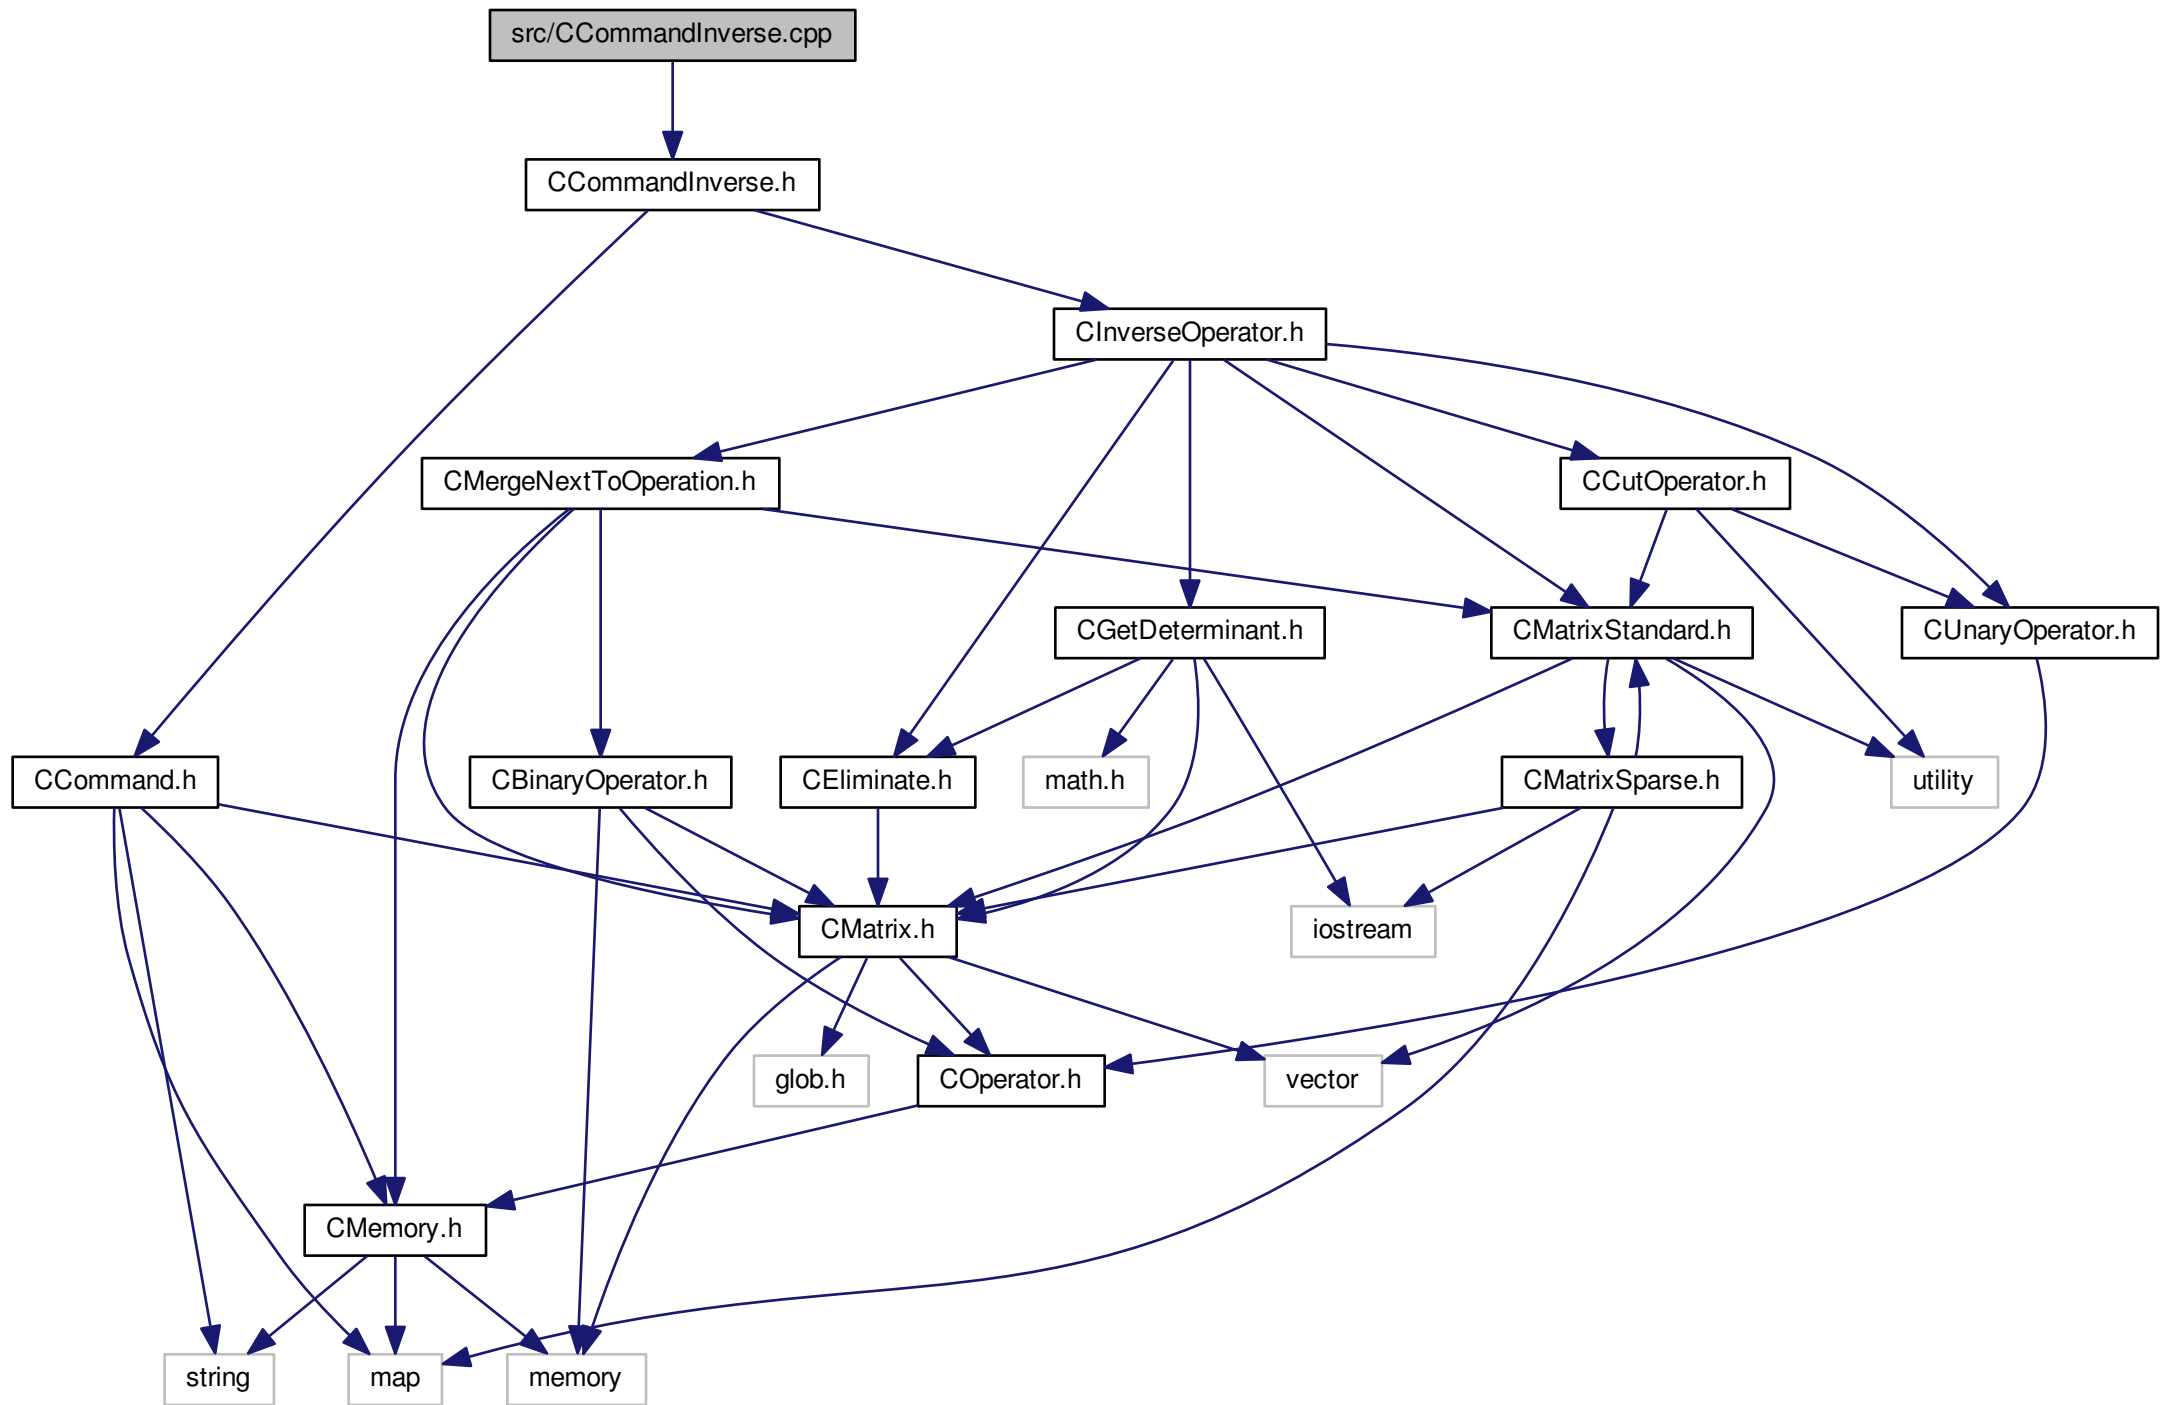 src/CCommandInverse.cpp
CCommandInverse.h
CInverseOperator.h
CMergeNextToOperation.h
CCutOperator.h
CGetDeterminant.h
CMatrixStandard.h
CUnaryOperator.h
CCommand.h
CBinaryOperator.h
CEliminate.h
math.h
CMatrixSparse.h
utility
CMatrix.h
iostream
glob.h
COperator.h
vector
CMemory.h
string
map
memory